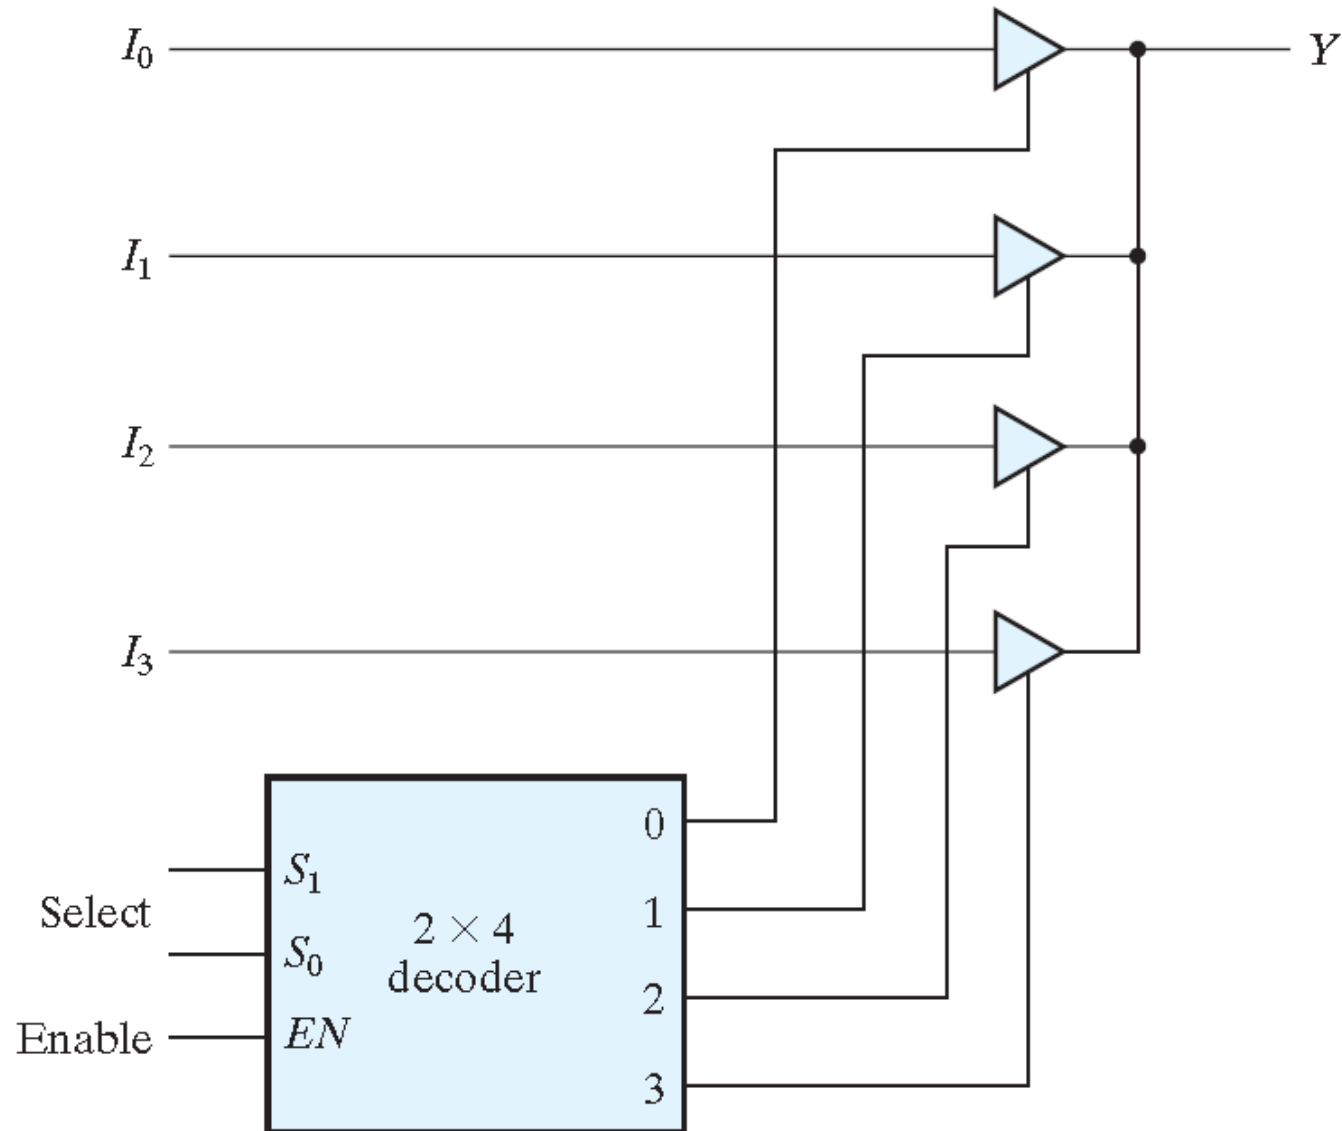 I₀
Y
I₁
I₂
I₃
0
S₁
Select
1
2 × 4
S₀
decoder
2
Enable
EN
3